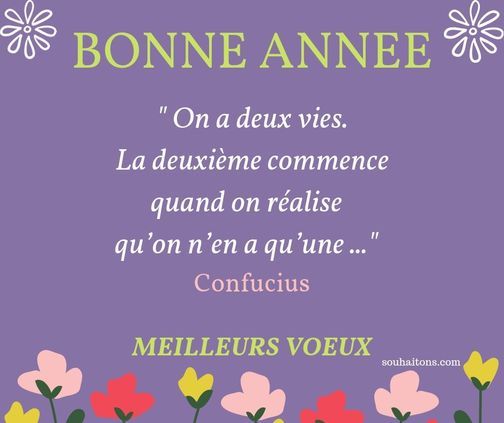 BONNE ANNEE
" On a deux vies.
La deuxième commence
quand on réalise
qu’on n’en a qu’une ..."
Confucius
MEILLEURS VOEUX
souhaitons.com